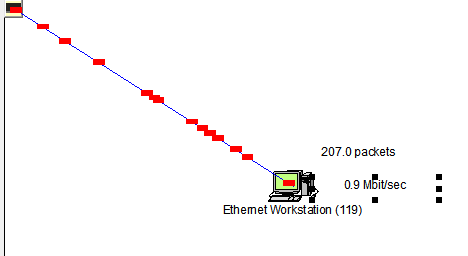 207.0 packets
0.9 Mbit/sec
Ethernet Workstation (119)